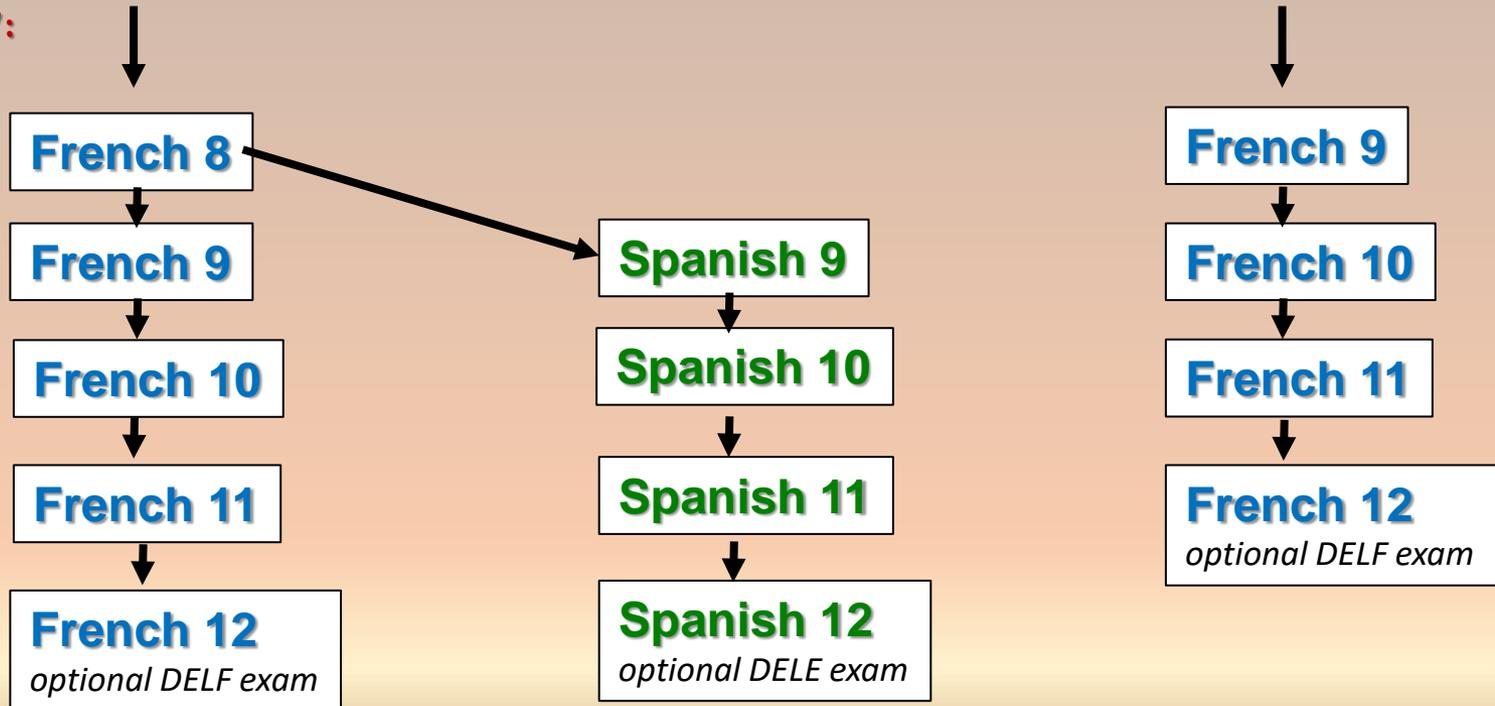 French 8
French 9
French 10
French 11
French 12
optional DELF exam
Spanish 9
Spanish 10
Spanish 11
Spanish 12
optional DELE exam
French 9
French 10
French 11
French 12
optional DELF exam